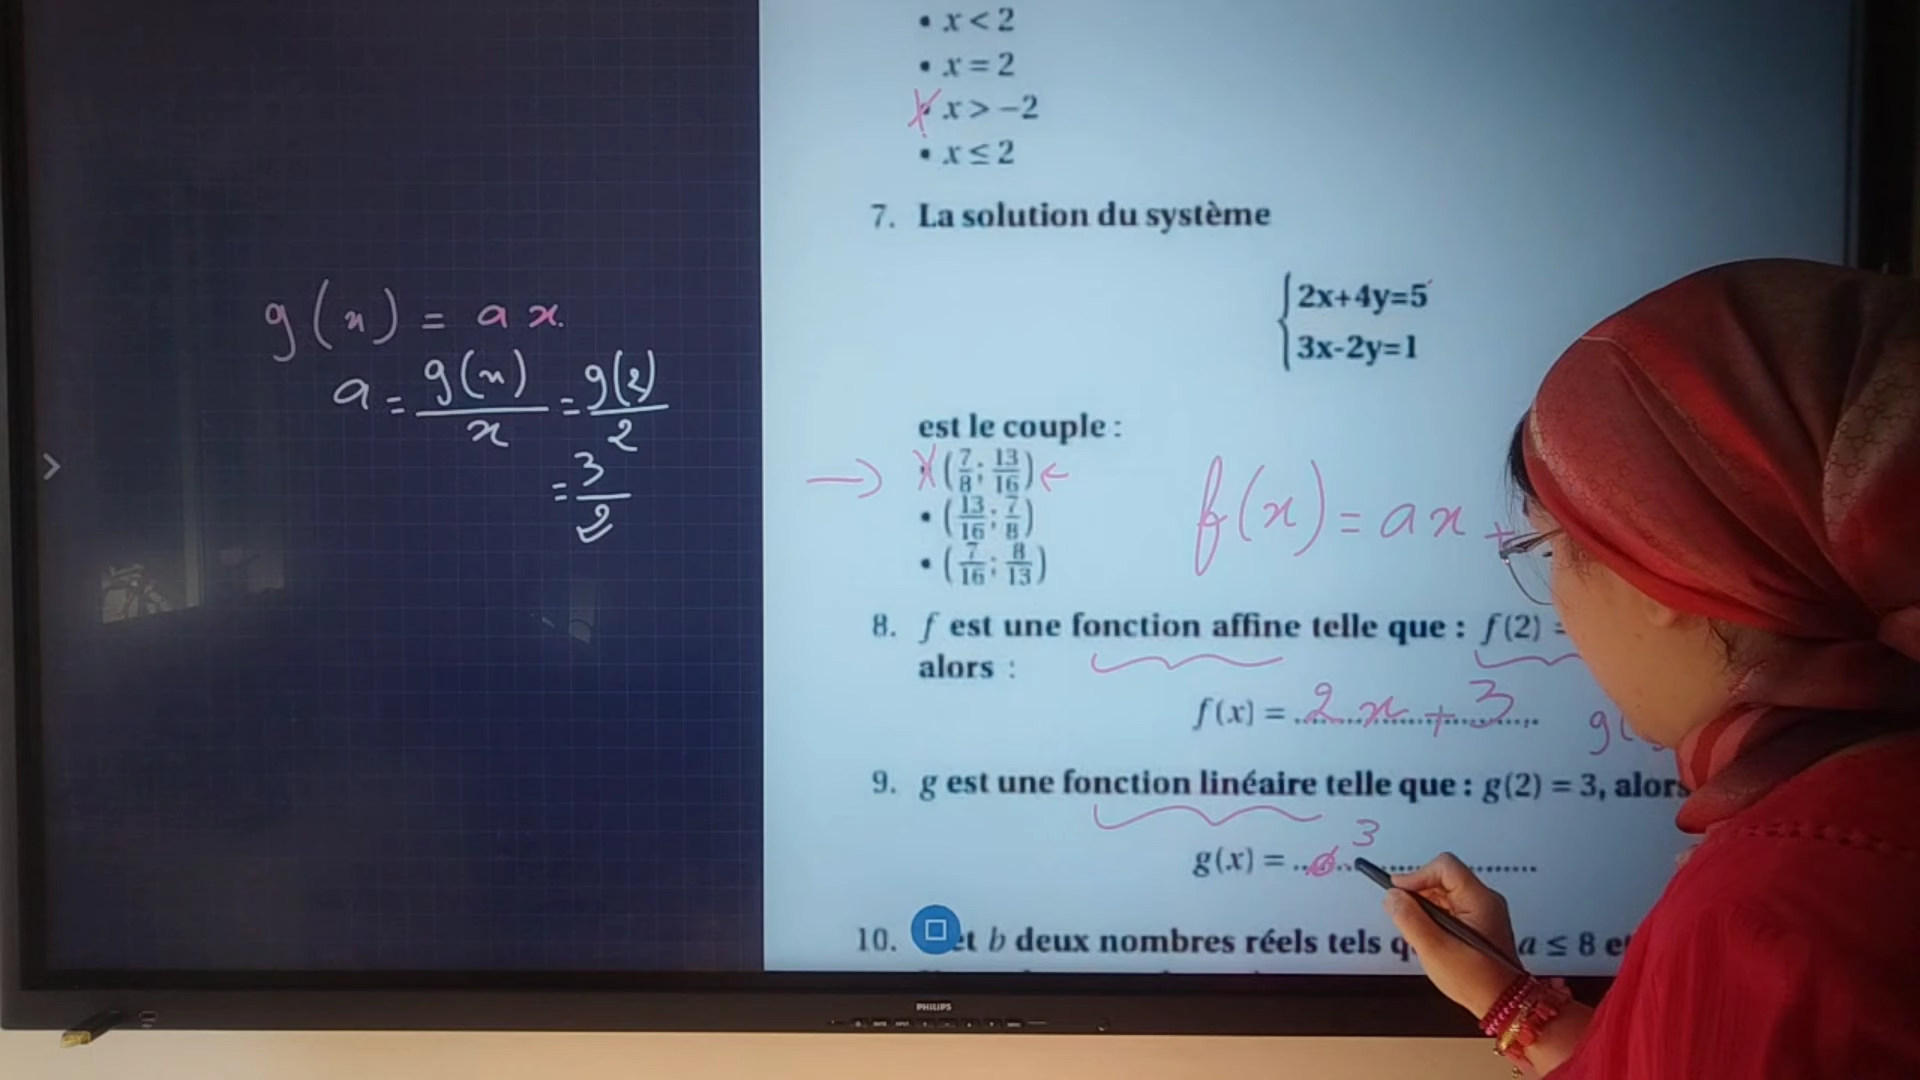 g(x) = ax.
a = g(x)/x = g(2)/2
= 3/2
• x < 2
• x = 2
x > −2
• x ≤ 2
7. La solution du système
2x+4y=5
3x-2y=1
est le couple :
→ (7/8 ; 13/16) ←
• (13/16 ; 7/8)
• (7/16 ; 8/13)
f(x) = ax +
8. f est une fonction affine telle que : f(2) =
alors :
f(x) = 2x + 3
g(
9. g est une fonction linéaire telle que : g(2) = 3, alors
g(x) = 3
10. et b deux nombres réels tels q a ≤ 8 et
PHILIPS